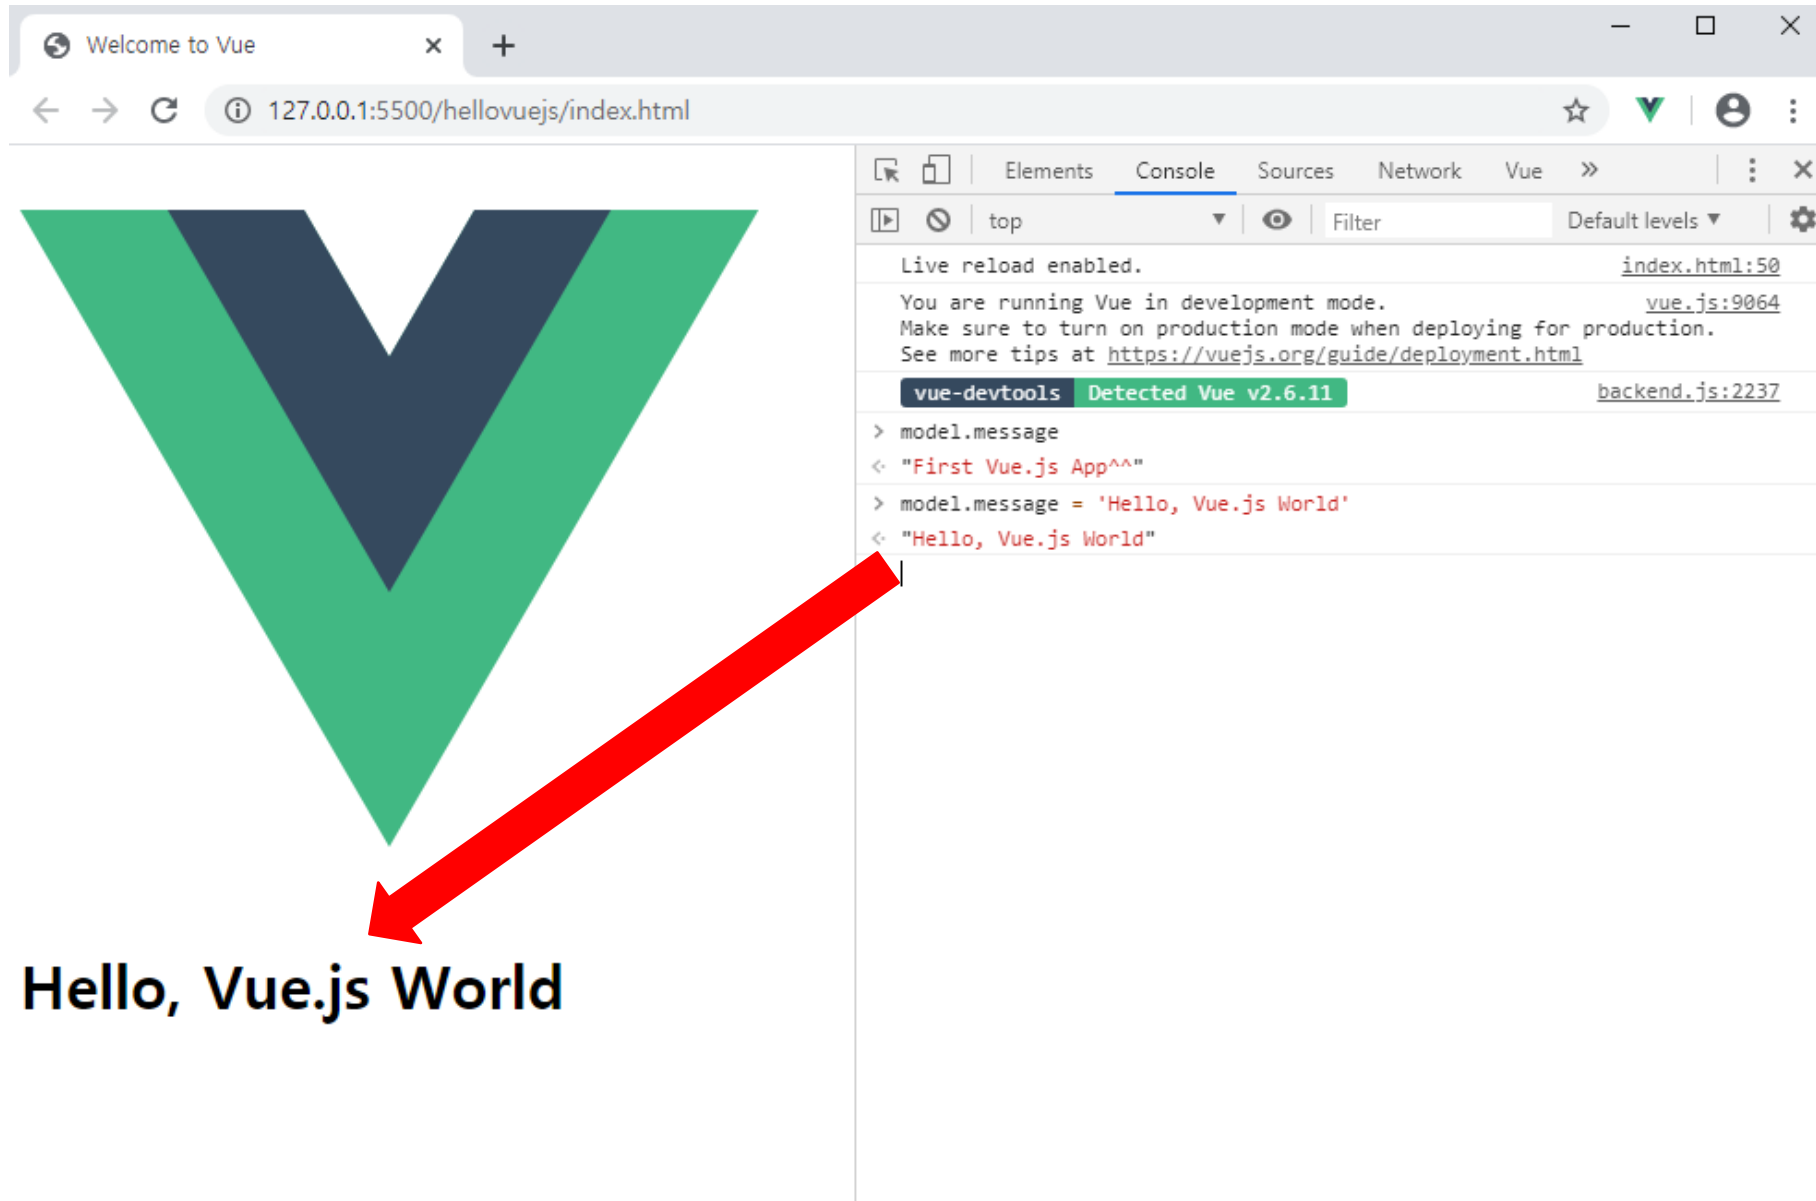 Welcome to Vue
127.0.0.1:5500/hellovuejs/index.html
Elements Console Sources Network Vue
top Filter Default levels
Live reload enabled. index.html:50
You are running Vue in development mode. vue.js:9064
Make sure to turn on production mode when deploying for production.
See more tips at https://vuejs.org/guide/deployment.html
vue-devtools Detected Vue v2.6.11 backend.js:2237
> model.message
"First Vue.js App^^"
> model.message = 'Hello, Vue.js World'
"Hello, Vue.js World"
Hello, Vue.js World